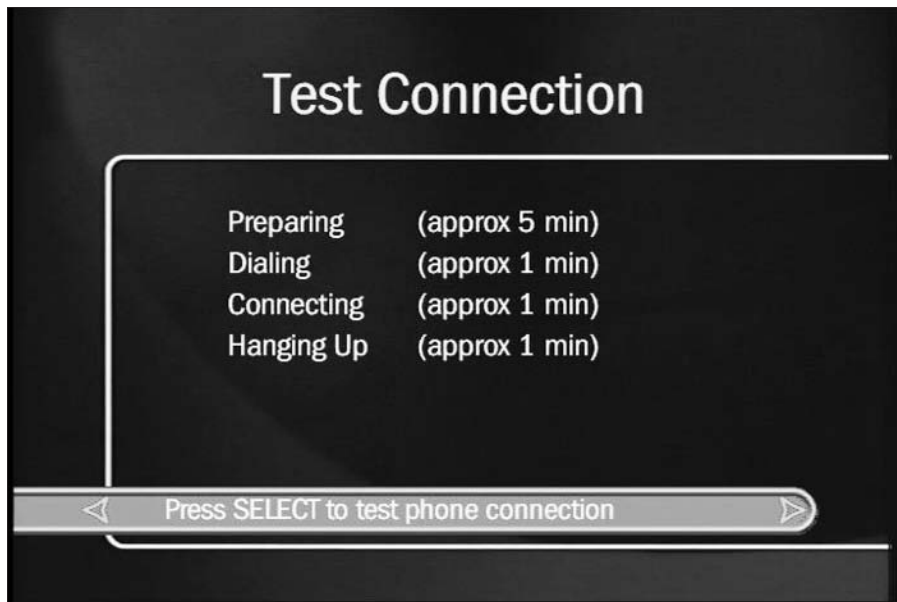 Test Connection
Preparing (approx 5 min)
Dialing (approx 1 min)
Connecting (approx 1 min)
Hanging Up (approx 1 min)
Press SELECT to test phone connection